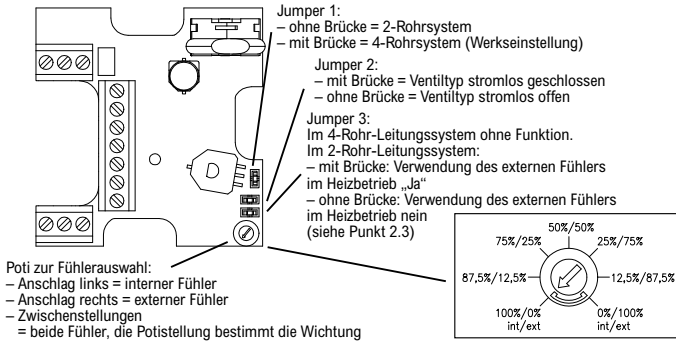 Jumper 1:
– ohne Brücke = 2-Rohrsystem
– mit Brücke = 4-Rohrsystem (Werkseinstellung)
Jumper 2:
– mit Brücke = Ventiltyp stromlos geschlossen
– ohne Brücke = Ventiltyp stromlos offen
Jumper 3:
Im 4-Rohr-Leitungssystem ohne Funktion.
Im 2-Rohr-Leitungssystem:
– mit Brücke: Verwendung des externen Fühlers
im Heizbetrieb „Ja“
– ohne Brücke: Verwendung des externen Fühlers
im Heizbetrieb nein
(siehe Punkt 2.3)
Poti zur Fühlerauswahl:
– Anschlag links = interner Fühler
– Anschlag rechts = externer Fühler
– Zwischenstellungen
= beide Fühler, die Potistellung bestimmt die Wichtung
50%/50%
75%/25%
25%/75%
87,5%/12,5%
12,5%/87,5%
100%/0%
int/ext
0%/100%
int/ext